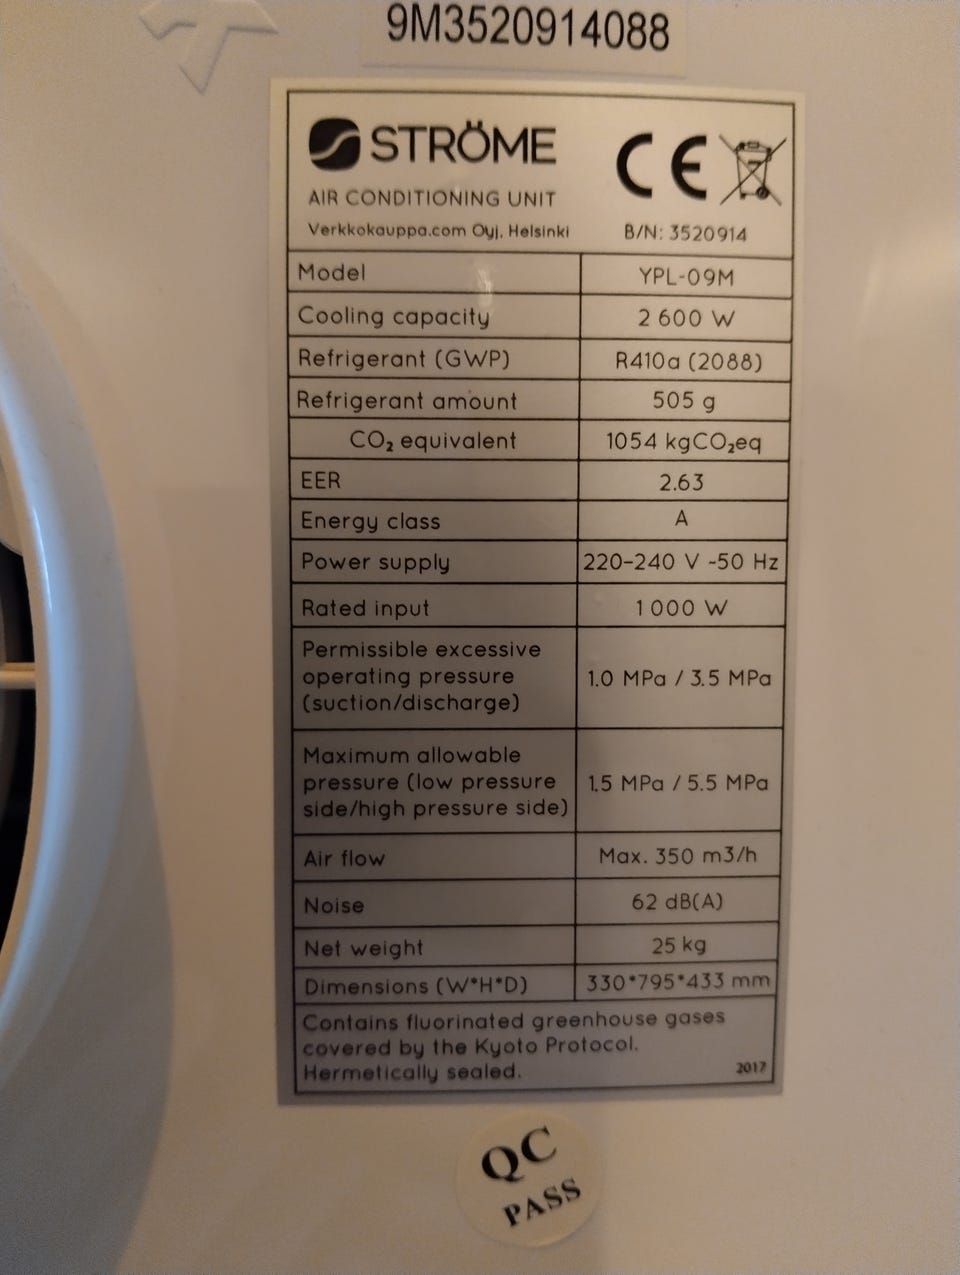 9M3520914088
STRÖME
CE
AIR CONDITIONING UNIT
Verkkokauppa.com Oyj, Helsinki B/N: 3520914
Model YPL-09M
Cooling capacity 2 600 W
Refrigerant (GWP) R410a (2088)
Refrigerant amount 505 g
CO₂ equivalent 1054 kgCO₂eq
EER 2.63
Energy class A
Power supply 220-240 V ~50 Hz
Rated input 1 000 W
Permissible excessive
operating pressure
(suction/discharge)
1.0 MPa / 3.5 MPa
Maximum allowable
pressure (low pressure
side/high pressure side)
1.5 MPa / 5.5 MPa
Air flow Max. 350 m3/h
Noise 62 dB(A)
Net weight 25 kg
Dimensions (W*H*D) 330*795*433 mm
Contains fluorinated greenhouse gases
covered by the Kyoto Protocol.
Hermetically sealed. 2017
QC
PASS